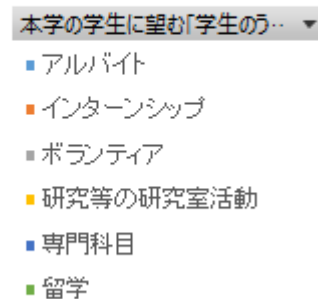 本学の学生に望む「学生のう…
アルバイト
インターンシップ
ボランティア
研究等の研究室活動
専門科目
留学